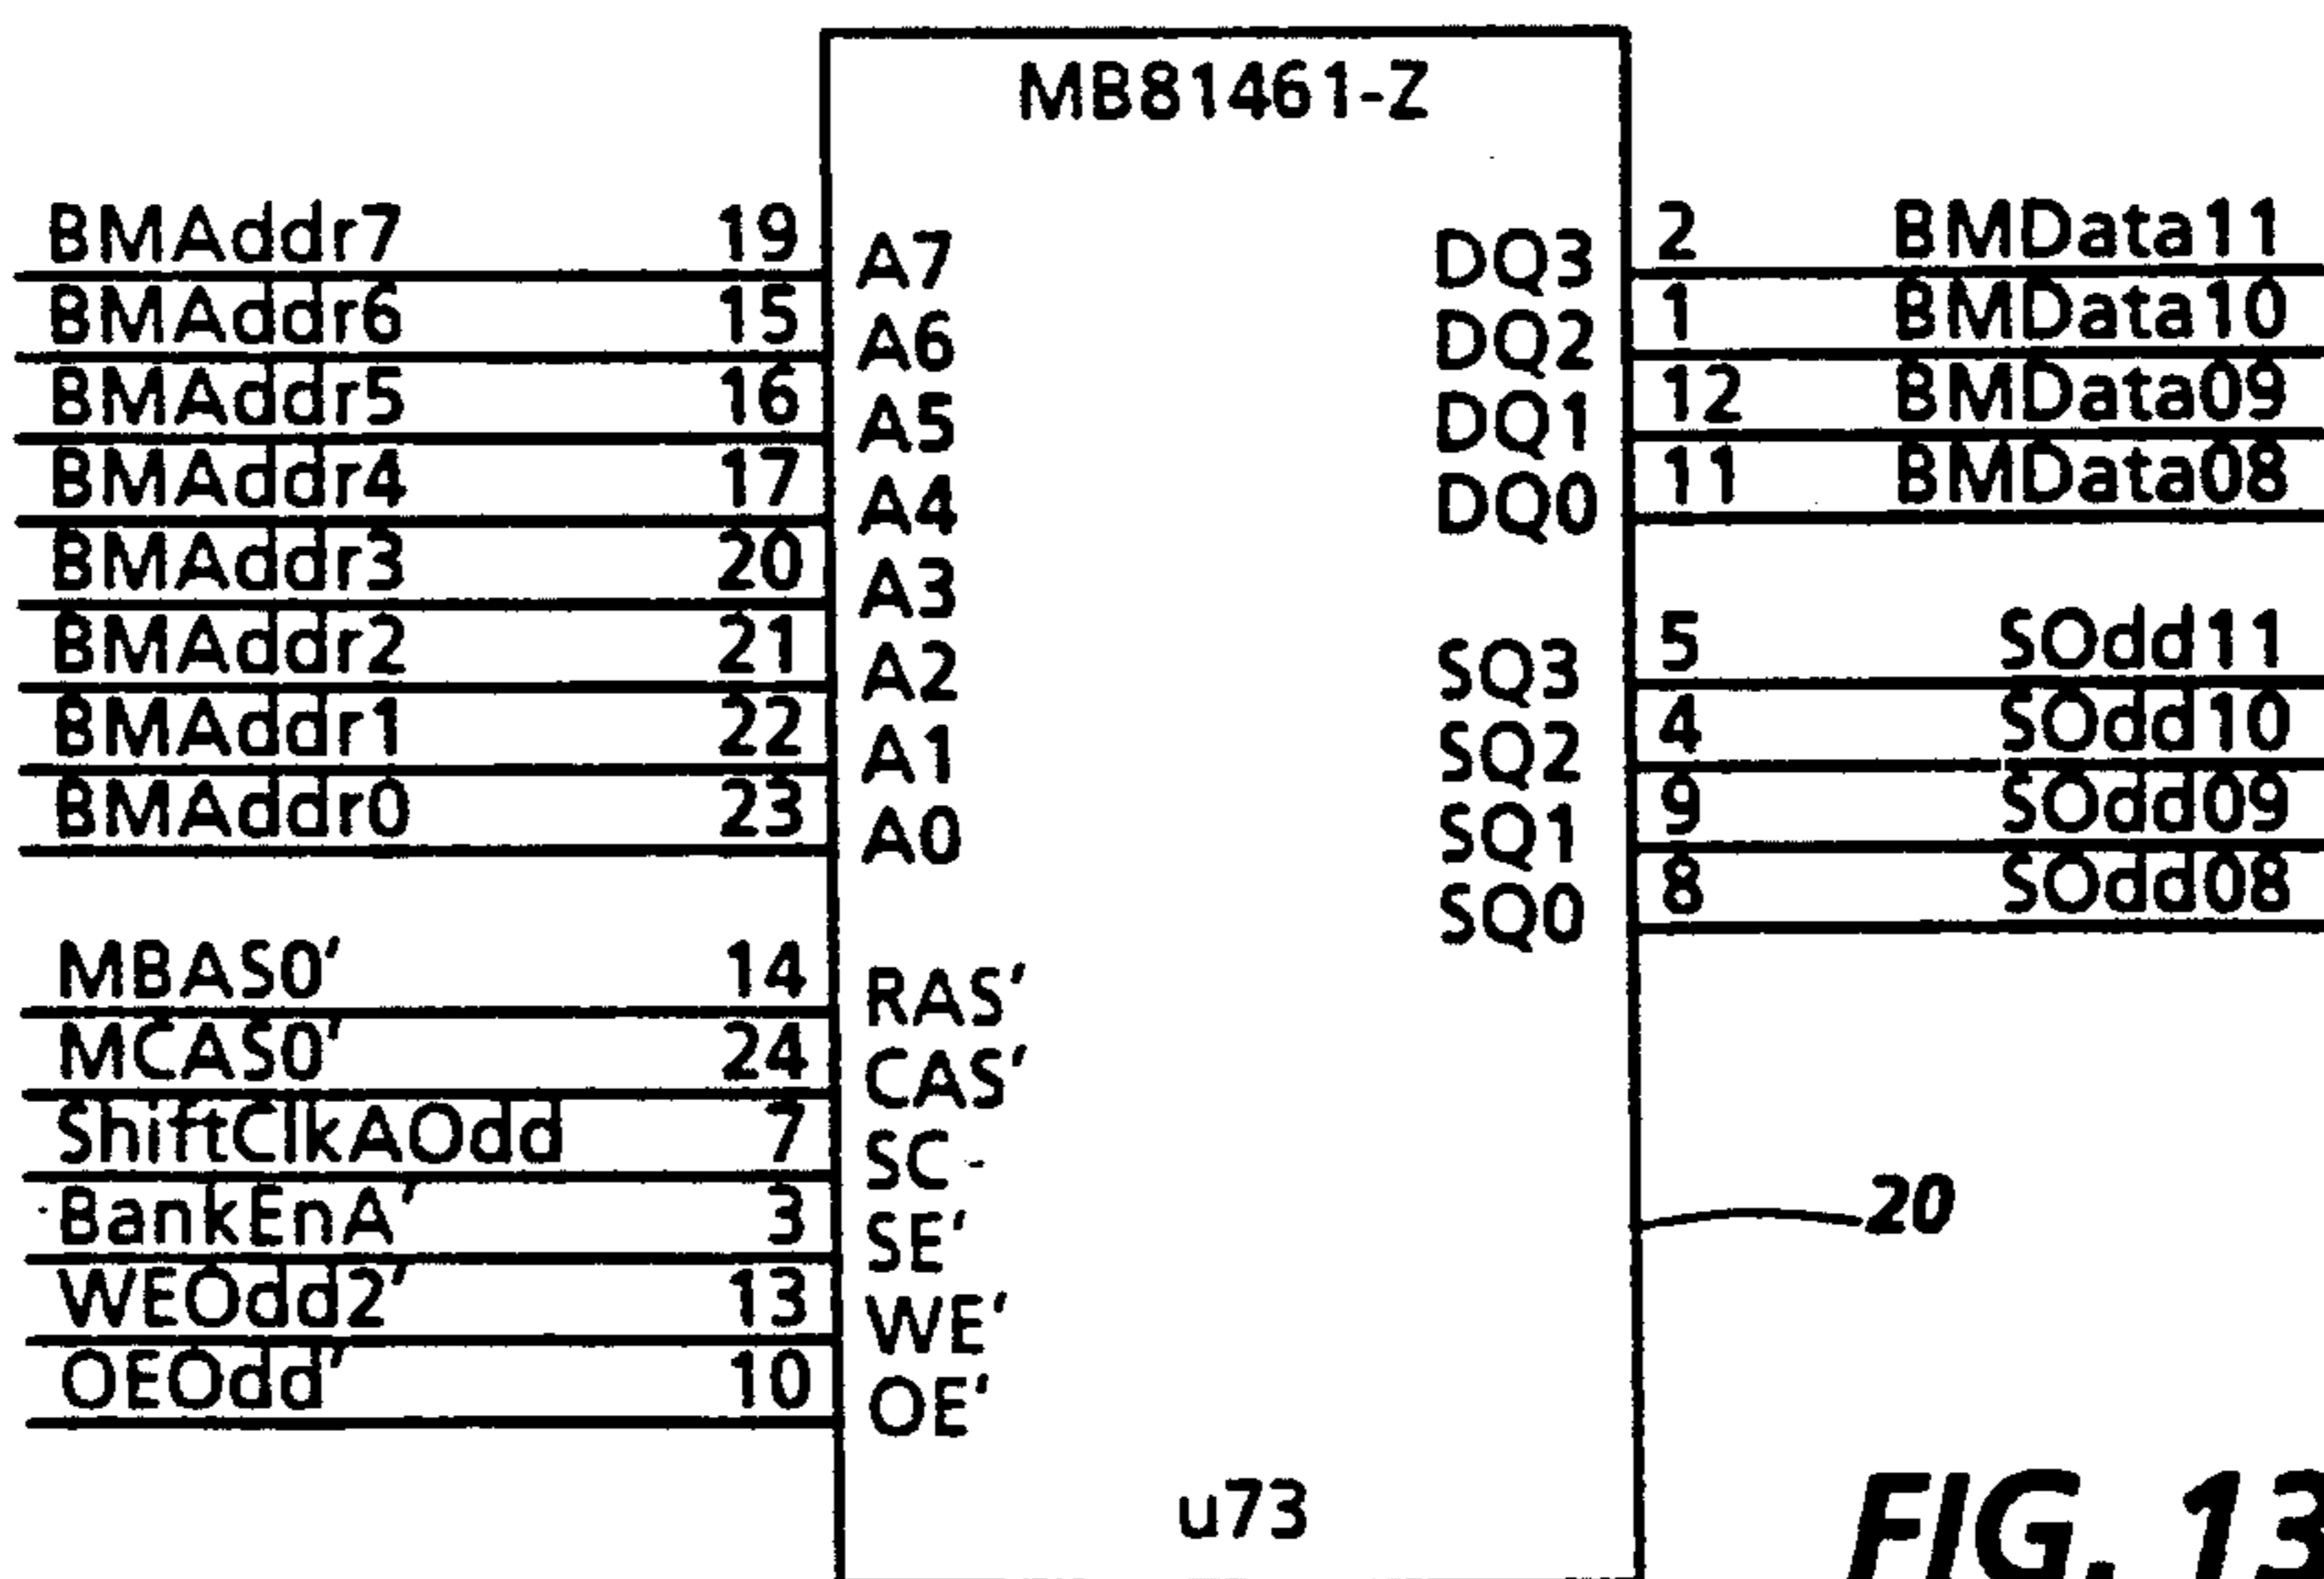 MB81461-Z
BMAddr7 19 A7 DQ3 2 BMData11
BMAddr6 15 A6 DQ2 1 BMData10
BMAddr5 16 A5 DQ1 12 BMData09
BMAddr4 17 A4 DQ0 11 BMData08
BMAddr3 20 A3
BMAddr2 21 A2 SQ3 5 SOdd11
BMAddr1 22 A1 SQ2 4 SOdd10
BMAddr0 23 A0 SQ1 9 SOdd09
SQ0 8 SOdd08
MBAS0' 14 RAS'
MCAS0' 24 CAS'
ShiftClkAOdd 7 SC
BankEnA' 3 SE'
20
WEOdd2' 13 WE'
OEOdd' 10 OE'
u73
FIG. 13